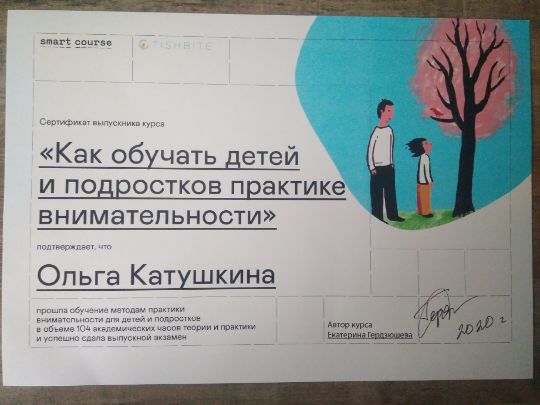 smart course
TISHBITE
Сертификат выпускника курса
«Как обучать детей
и подростков практике
внимательности»
подтверждает, что
Ольга Катушкина
прошла обучение методам практики
внимательности для детей и подростков
в объеме 104 академических часов теории и практики
и успешно сдала выпускной экзамен
Автор курса
Екатерина Гердзюшева
2020 г